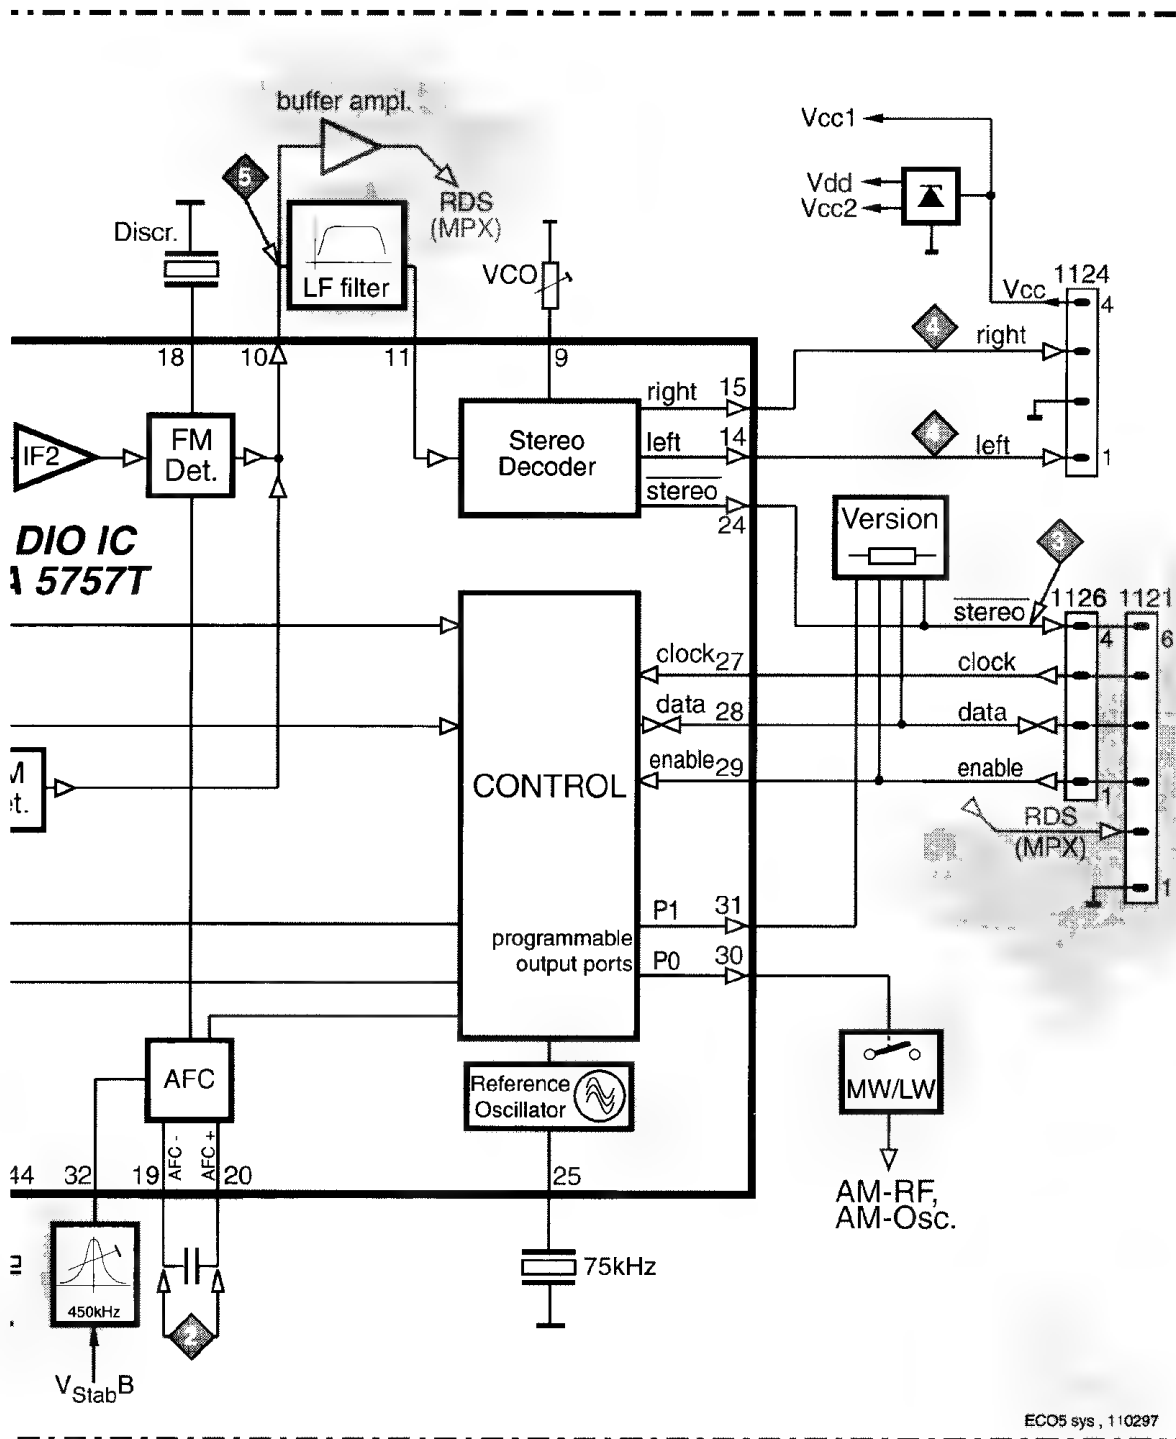 buffer ampl.
Vcc1
5
Vdd
Vcc2
RDS
(MPX)
Discr.
LF filter
VCO
1124
Vcc
4
4
right
18
10
11
9
right
15
FM
Det.
IF2
Stereo
Decoder
left
14
4
left
1
stereo
24
Version
DIO IC
A 5757T
3
stereo
1126
1121
4
6
clock
27
clock
data
28
data
enable
29
enable
CONTROL
1
RDS
(MPX)
1
P1
31
programmable
output ports
P0
30
AFC
Reference
Oscillator
MW/LW
44
32
19
AFC -
AFC +
20
25
AM-RF,
AM-Osc.
75kHz
450kHz
2
VStabB
ECO5 sys , 110297